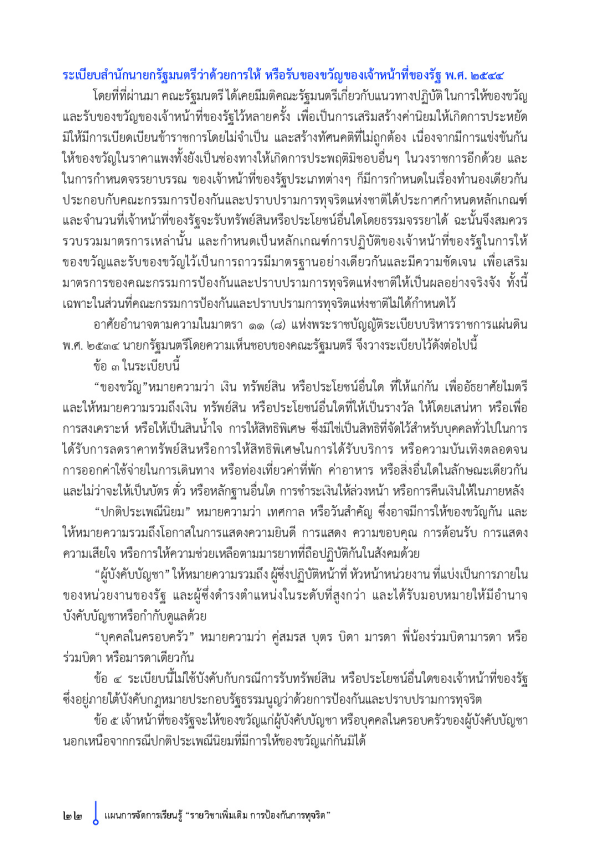 ระเบียบสำนักนายกรัฐมนตรีว่าด้วยการให้ หรือรับของขวัญของเจ้าหน้าที่ของรัฐ พ.ศ. ๒๕๔๔
โดยที่ที่ผ่านมา คณะรัฐมนตรี ได้เคยมีมติคณะรัฐมนตรีเกี่ยวกับแนวทางปฏิบัติ ในการให้ของขวัญ
และรับของขวัญของเจ้าหน้าที่ของรัฐไว้หลายครั้ง เพื่อเป็นการเสริมสร้างค่านิยมให้เกิดการประหยัด
มิให้มีการเบียดเบียนข้าราชการโดยไม่จำเป็น และสร้างทัศนคติที่ไม่ถูกต้อง เนื่องจากมีการแข่งขันกัน
ให้ของขวัญในราคาแพงทั้งยังเป็นช่องทางให้เกิดการประพฤติมิชอบอื่นๆ ในวงราชการอีกด้วย และ
ในการกำหนดจรรยาบรรณ ของเจ้าหน้าที่ของรัฐประเภทต่างๆ ก็มีการกำหนดในเรื่องทำนองเดียวกัน
ประกอบกับคณะกรรมการป้องกันและปราบปรามการทุจริตแห่งชาติได้ประกาศกำหนดหลักเกณฑ์
และจำนวนที่เจ้าหน้าที่ของรัฐจะรับทรัพย์สินหรือประโยชน์อื่นใดโดยธรรมจรรยาได้ ฉะนั้นจึงสมควร
รวบรวมมาตรการเหล่านั้น และกำหนดเป็นหลักเกณฑ์การปฏิบัติของเจ้าหน้าที่ของรัฐในการให้
ของขวัญและรับของขวัญไว้เป็นการถาวรมีมาตรฐานอย่างเดียวกันและมีความชัดเจน เพื่อเสริม
มาตรการของคณะกรรมการป้องกันและปราบปรามการทุจริตแห่งชาติให้เป็นผลอย่างจริงจัง ทั้งนี้
เฉพาะในส่วนที่คณะกรรมการป้องกันและปราบปรามการทุจริตแห่งชาติไม่ได้กำหนดไว้
อาศัยอำนาจตามความในมาตรา ๑๑ (๘) แห่งพระราชบัญญัติระเบียบบริหารราชการแผ่นดิน
พ.ศ. ๒๕๓๔ นายกรัฐมนตรีโดยความเห็นชอบของคณะรัฐมนตรี จึงวางระเบียบไว้ดังต่อไปนี้
ข้อ ๓ ในระเบียบนี้
“ของขวัญ”หมายความว่า เงิน ทรัพย์สิน หรือประโยชน์อื่นใด ที่ให้แก่กัน เพื่ออัธยาศัยไมตรี
และให้หมายความรวมถึงเงิน ทรัพย์สิน หรือประโยชน์อื่นใดที่ให้เป็นรางวัล ให้โดยเสน่หา หรือเพื่อ
การสงเคราะห์ หรือให้เป็นสินน้ำใจ การให้สิทธิพิเศษ ซึ่งมิใช่เป็นสิทธิที่จัดไว้สำหรับบุคคลทั่วไปในการ
ได้รับการลดราคาทรัพย์สินหรือการให้สิทธิพิเศษในการได้รับบริการ หรือความบันเทิงตลอดจน
การออกค่าใช้จ่ายในการเดินทาง หรือท่องเที่ยวค่าที่พัก ค่าอาหาร หรือสิ่งอื่นใดในลักษณะเดียวกัน
และไม่ว่าจะให้เป็นบัตร ตั๋ว หรือหลักฐานอื่นใด การชำระเงินให้ล่วงหน้า หรือการคืนเงินให้ในภายหลัง
“ปกติประเพณีนิยม” หมายความว่า เทศกาล หรือวันสำคัญ ซึ่งอาจมีการให้ของขวัญกัน และ
ให้หมายความรวมถึงโอกาสในการแสดงความยินดี การแสดง ความขอบคุณ การต้อนรับ การแสดง
ความเสียใจ หรือการให้ความช่วยเหลือตามมารยาทที่ถือปฏิบัติกันในสังคมด้วย
“ผู้บังคับบัญชา” ให้หมายความรวมถึง ผู้ซึ่งปฏิบัติหน้าที่ หัวหน้าหน่วยงาน ที่แบ่งเป็นการภายใน
ของหน่วยงานของรัฐ และผู้ซึ่งดำรงตำแหน่งในระดับที่สูงกว่า และได้รับมอบหมายให้มีอำนาจ
บังคับบัญชาหรือกำกับดูแลด้วย
“บุคคลในครอบครัว” หมายความว่า คู่สมรส บุตร บิดา มารดา พี่น้องร่วมบิดามารดา หรือ
ร่วมบิดา หรือมารดาเดียวกัน
ข้อ ๔ ระเบียบนี้ไม่ใช้บังคับกับกรณีการรับทรัพย์สิน หรือประโยชน์อื่นใดของเจ้าหน้าที่ของรัฐ
ซึ่งอยู่ภายใต้บังคับกฎหมายประกอบรัฐธรรมนูญว่าด้วยการป้องกันและปราบปรามการทุจริต
ข้อ ๕ เจ้าหน้าที่ของรัฐจะให้ของขวัญแก่ผู้บังคับบัญชา หรือบุคคลในครอบครัวของผู้บังคับบัญชา
นอกเหนือจากกรณีปกติประเพณีนิยมที่มีการให้ของขวัญแก่กันมิได้
๒๒ แผนการจัดการเรียนรู้ “รายวิชาเพิ่มเติม การป้องกันการทุจริต”